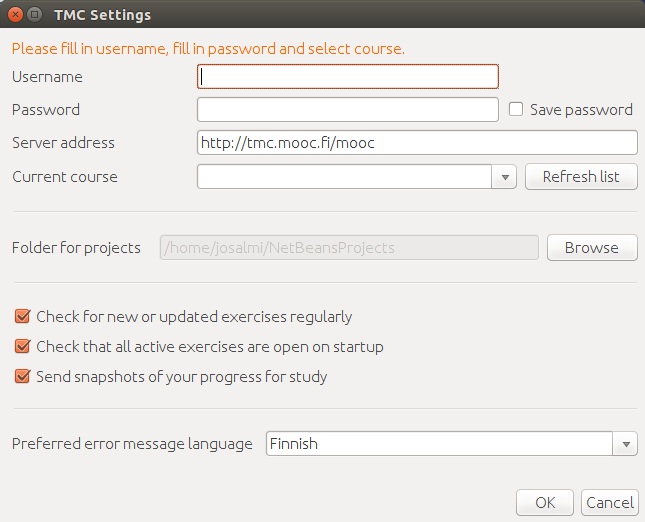 TMC Settings
Please fill in username, fill in password and select course.
Username
Password
Save password
Server address
http://tmc.mooc.fi/mooc
Current course
Refresh list
Folder for projects
/home/josalmi/NetBeansProjects
Browse
Check for new or updated exercises regularly
Check that all active exercises are open on startup
Send snapshots of your progress for study
Preferred error message language
Finnish
OK
Cancel